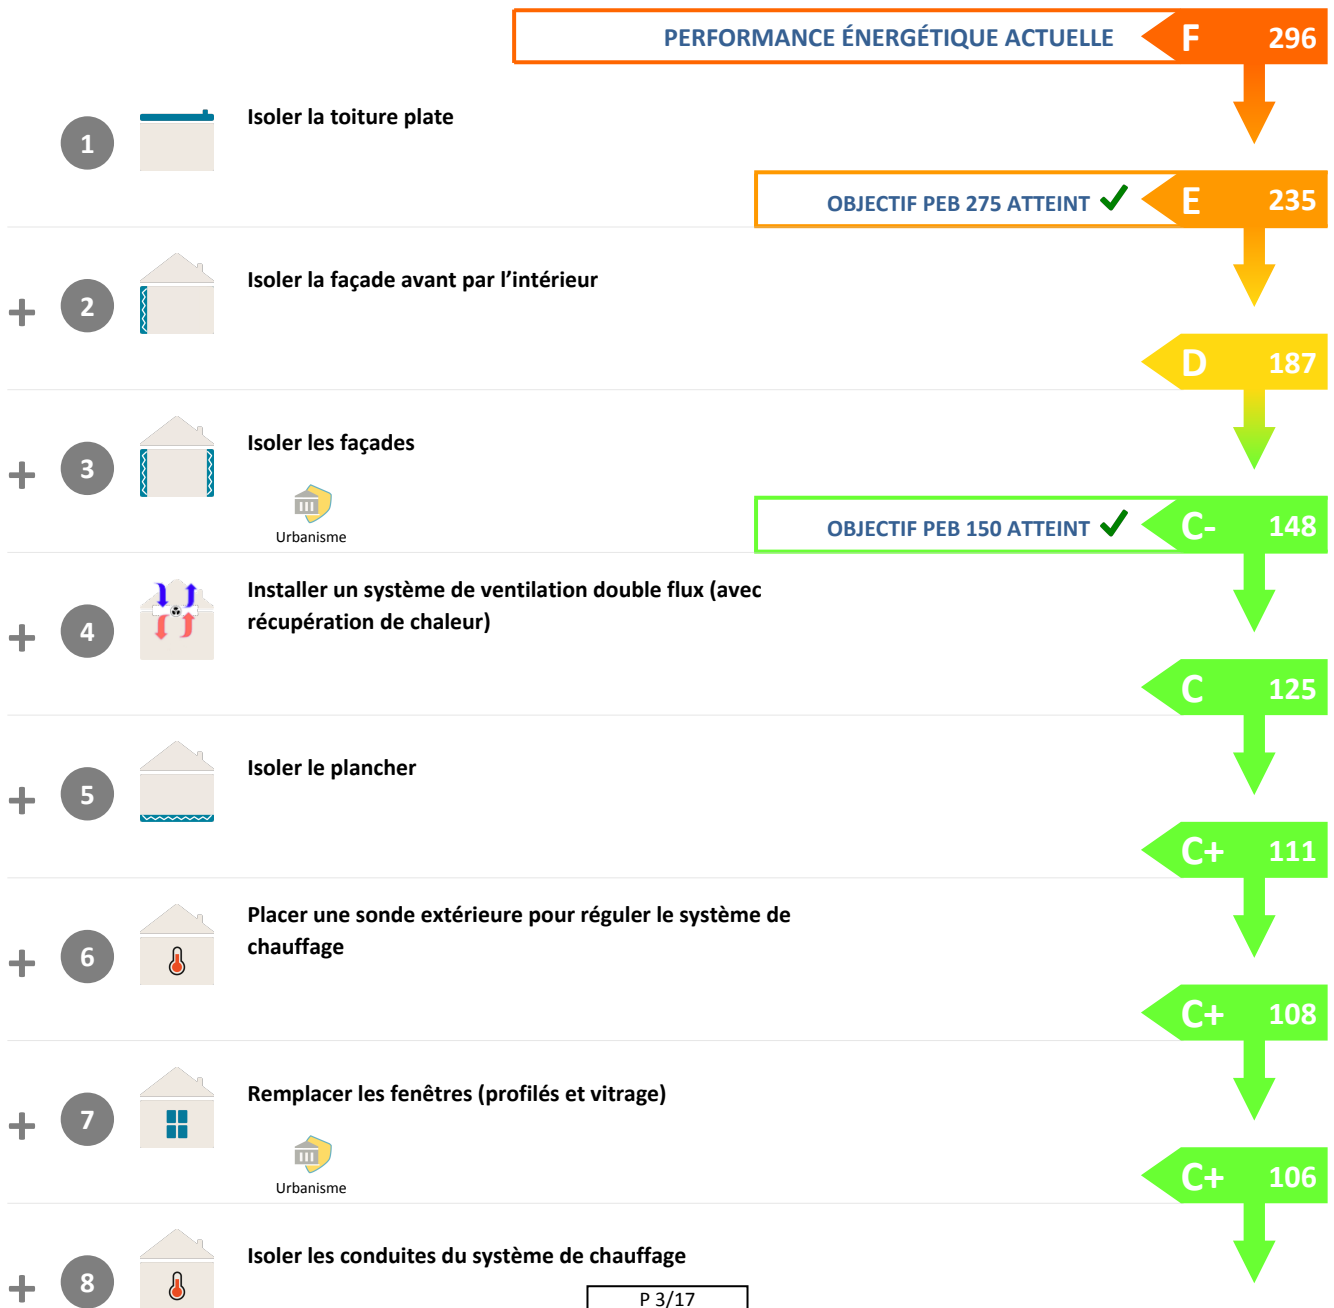 PERFORMANCE ÉNERGÉTIQUE ACTUELLE F 296
1 Isoler la toiture plate
OBJECTIF PEB 275 ATTEINT ✓ E 235
+ 2 Isoler la façade avant par l’intérieur
D 187
+ 3 Isoler les façades
Urbanisme
OBJECTIF PEB 150 ATTEINT ✓ C- 148
+ 4 Installer un système de ventilation double flux (avec
récupération de chaleur)
C 125
+ 5 Isoler le plancher
C+ 111
+ 6 Placer une sonde extérieure pour réguler le système de
chauffage
C+ 108
+ 7 Remplacer les fenêtres (profilés et vitrage)
Urbanisme
C+ 106
+ 8 Isoler les conduites du système de chauffage
P 3/17